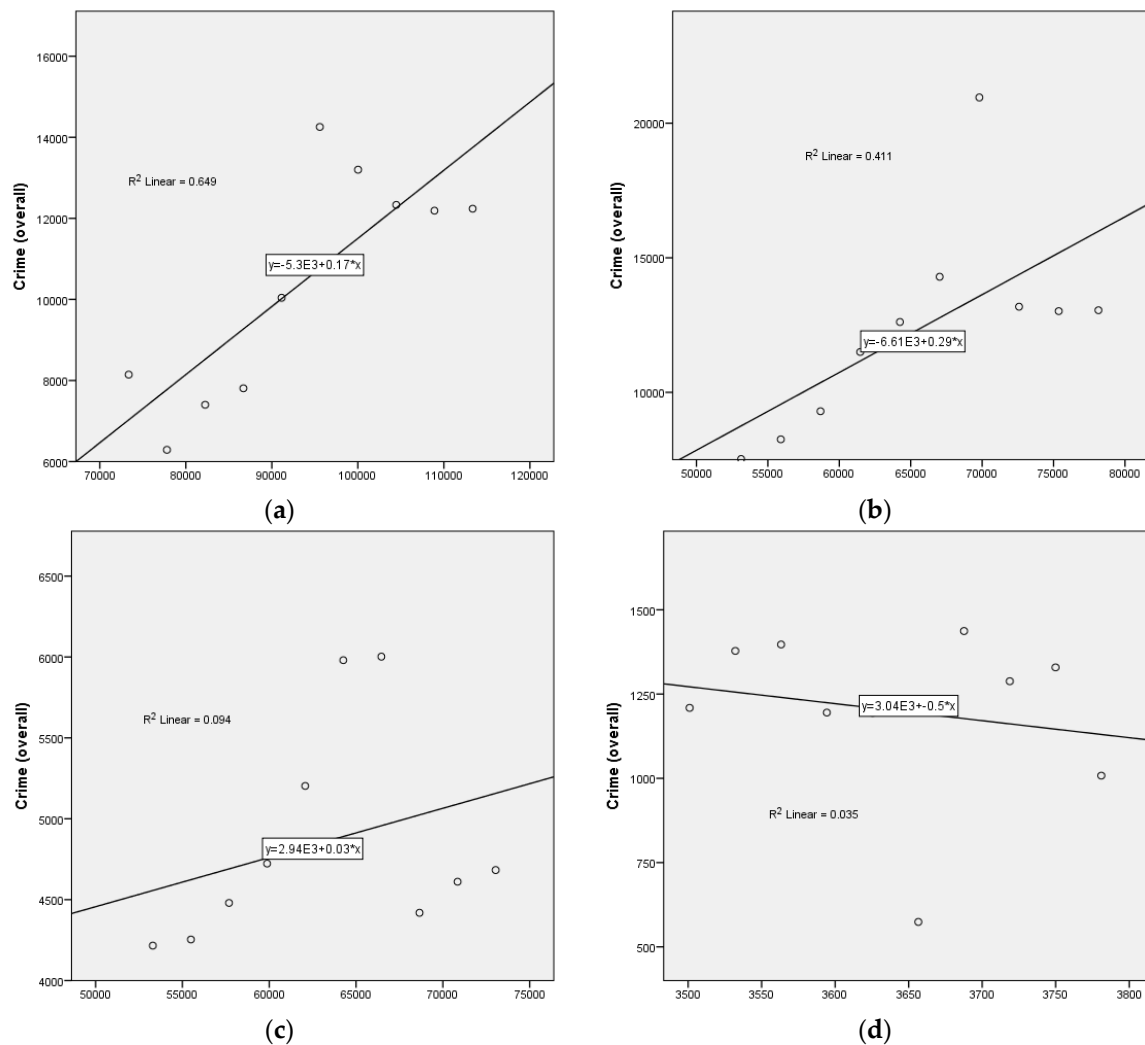 16000
14000
12000
10000
8000
6000
Crime (overall)
R² Linear = 0.649
y=-5.3E3+0.17*x
70000 80000 90000 100000 110000 120000
(a)
20000
15000
10000
Crime (overall)
R² Linear = 0.411
y=-6.61E3+0.29*x
50000 55000 60000 65000 70000 75000 80000
(b)
6500
6000
5500
5000
4500
4000
Crime (overall)
R² Linear = 0.094
y=2.94E3+0.03*x
50000 55000 60000 65000 70000 75000
(c)
1500
1250
1000
750
500
Crime (overall)
y=3.04E3+-0.5*x
R² Linear = 0.035
3500 3550 3600 3650 3700 3750 3800
(d)